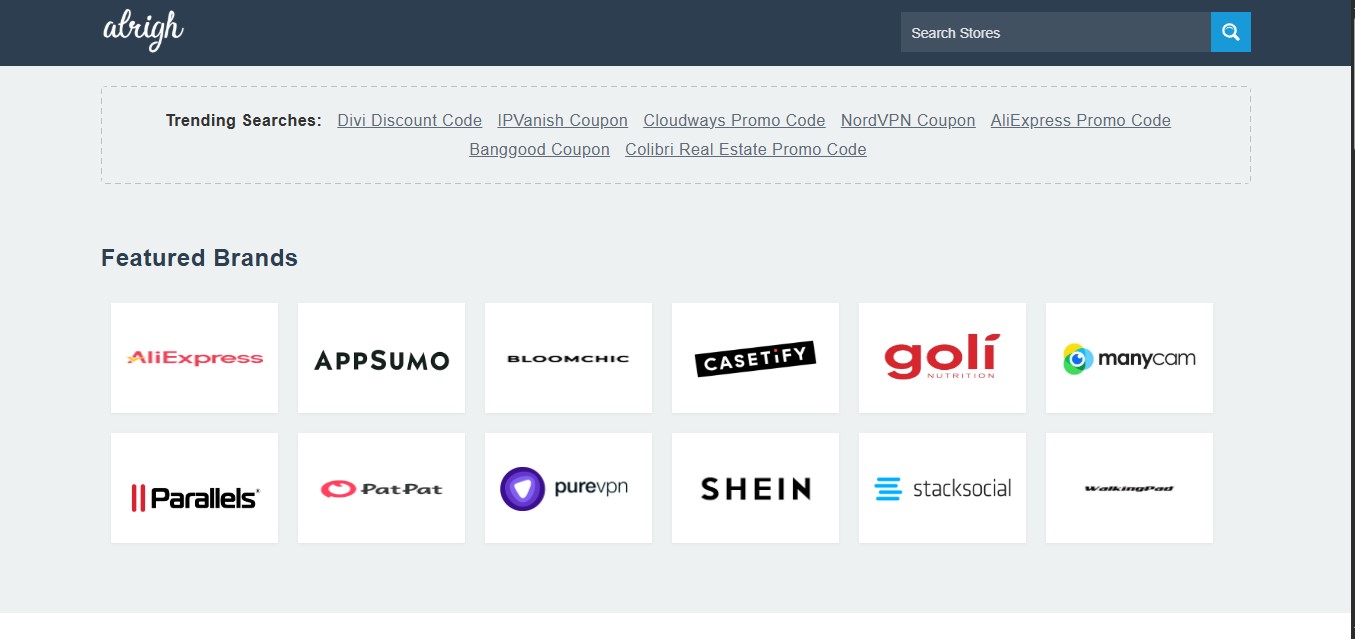 alrigh
Search Stores
Trending Searches: Divi Discount Code IPVanish Coupon Cloudways Promo Code NordVPN Coupon AliExpress Promo Code
Banggood Coupon Colibri Real Estate Promo Code
Featured Brands
AliExpress
APPSUMO
BLOOMCHIC
CASETiFY
goli
NUTRITION
manycam
Parallels®
PatPat
purevpn
SHEIN
stacksocial
WalkingPad